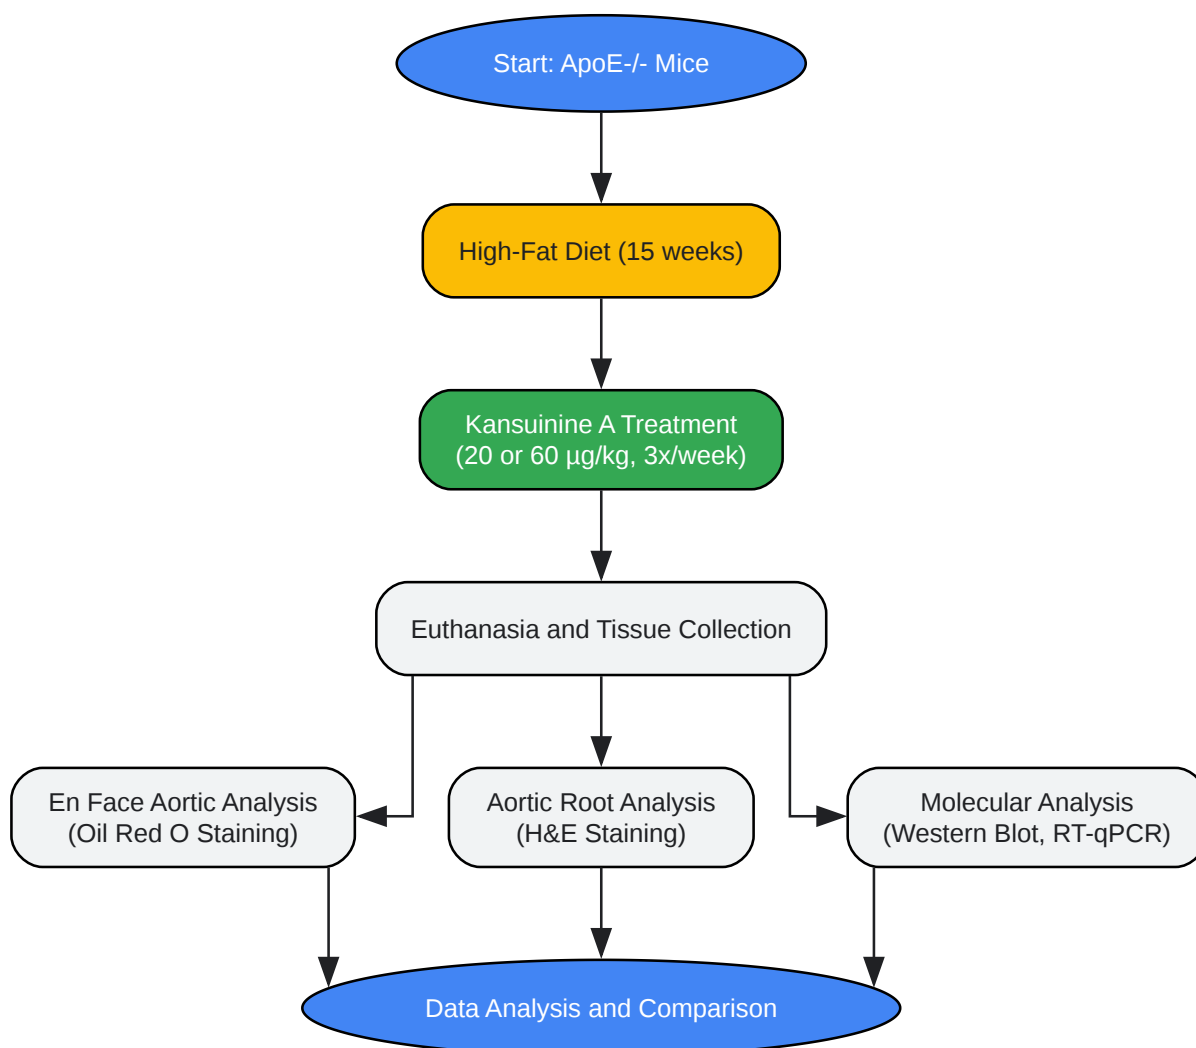 Start: ApoE-/- Mice
High-Fat Diet (15 weeks)
Kansuinine A Treatment
(20 or 60 µg/kg, 3x/week)
Euthanasia and Tissue Collection
En Face Aortic Analysis
(Oil Red O Staining)
Aortic Root Analysis
(H&E Staining)
Molecular Analysis
(Western Blot, RT-qPCR)
Data Analysis and Comparison